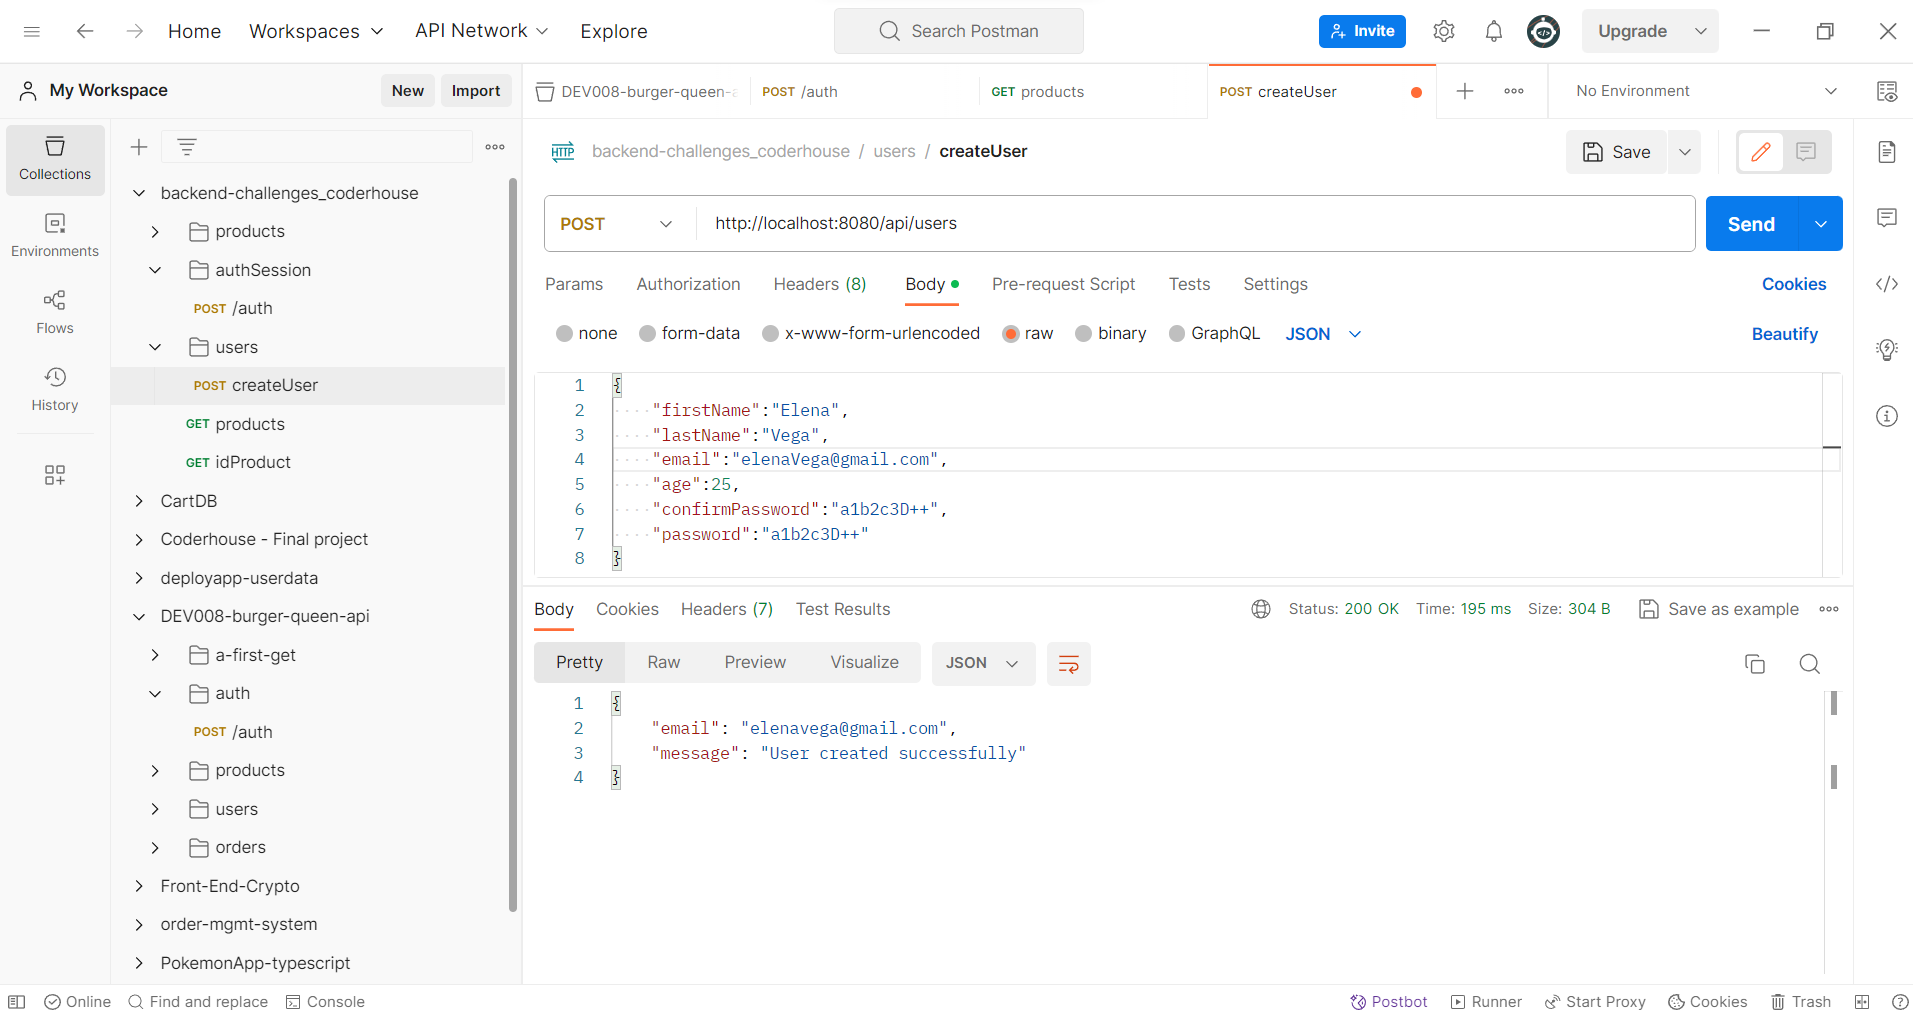 Home Workspaces API Network Explore Search Postman Invite Upgrade
My Workspace New Import DEV008-burger-queen-a POST /auth GET products POST createUser No Environment
Collections
Environments
Flows
History
backend-challenges_coderhouse
products
authSession
POST /auth
users
POST createUser
GET products
GET idProduct
CartDB
Coderhouse - Final project
deployapp-userdata
DEV008-burger-queen-api
a-first-get
auth
POST /auth
products
users
orders
Front-End-Crypto
order-mgmt-system
PokemonApp-typescript
HTTP backend-challenges_coderhouse / users / createUser Save
POST http://localhost:8080/api/users Send
Params Authorization Headers (8) Body Pre-request Script Tests Settings Cookies
none form-data x-www-form-urlencoded raw binary GraphQL JSON Beautify
1 {
2 "firstName":"Elena",
3 "lastName":"Vega",
4 "email":"elenaVega@gmail.com",
5 "age":25,
6 "confirmPassword":"a1b2c3D++",
7 "password":"a1b2c3D++"
8 }
Body Cookies Headers (7) Test Results Status: 200 OK Time: 195 ms Size: 304 B Save as example
Pretty Raw Preview Visualize JSON
1 {
2 "email": "elenavega@gmail.com",
3 "message": "User created successfully"
4 }
Online Find and replace Console Postbot Runner Start Proxy Cookies Trash